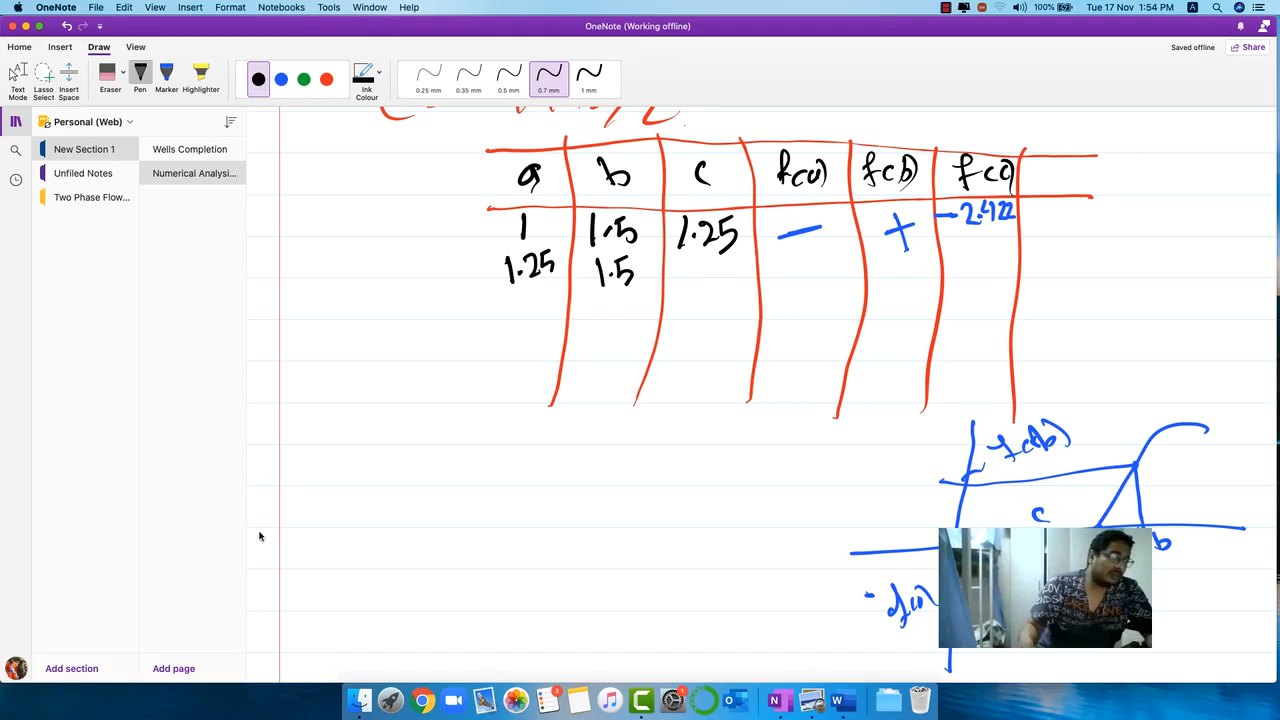 OneNote File Edit View Insert Format Notebooks Tools Window Help
100% Tue 17 Nov 1:54 PM
OneNote (Working offline)
Home Insert Draw View
Saved offline
Share
Text Mode
Lasso Select
Insert Space
Eraser
Pen
Marker
Highlighter
Ink Colour
0.25 mm
0.35 mm
0.5 mm
0.7 mm
1 mm
Personal (Web)
New Section 1
Unfiled Notes
Two Phase Flow...
Wells Completion
Numerical Analysi...
a b c f(a) f(b) f(c)
1 1.5 1.25 − + −2.422
1.25 1.5
f(b)
c
b
- f(a)
Add section
Add page